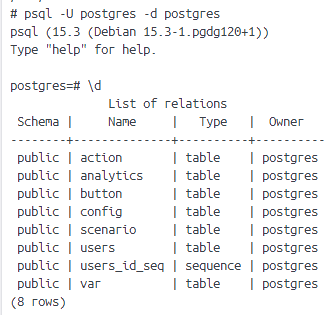 # psql -U postgres -d postgres
psql (15.3 (Debian 15.3-1.pgdg120+1))
Type "help" for help.
postgres=# \d
List of relations
Schema | Name | Type | Owner
--------+--------------+----------+----------
public | action | table | postgres
public | analytics | table | postgres
public | button | table | postgres
public | config | table | postgres
public | scenario | table | postgres
public | users | table | postgres
public | users_id_seq | sequence | postgres
public | var | table | postgres
(8 rows)